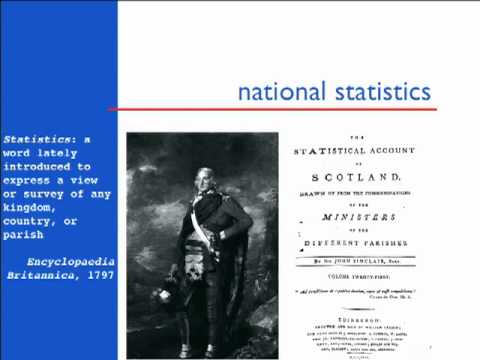 national statistics
Statistics: a
word lately
introduced to
express a view
or survey of any
kingdom,
country, or
parish
Encyclopaedia
Britannica, 1797
THE
STATISTICAL ACCOUNT
OF
SCOTLAND.
DRAWN UP FROM THE COMMUNICATIONS
OF THE
MINISTERS
OF THE
DIFFERENT PARISHES
BY SIR JOHN SINCLAIR, BART.
VOLUME TWENTY-FIRST.
EDINBURGH: